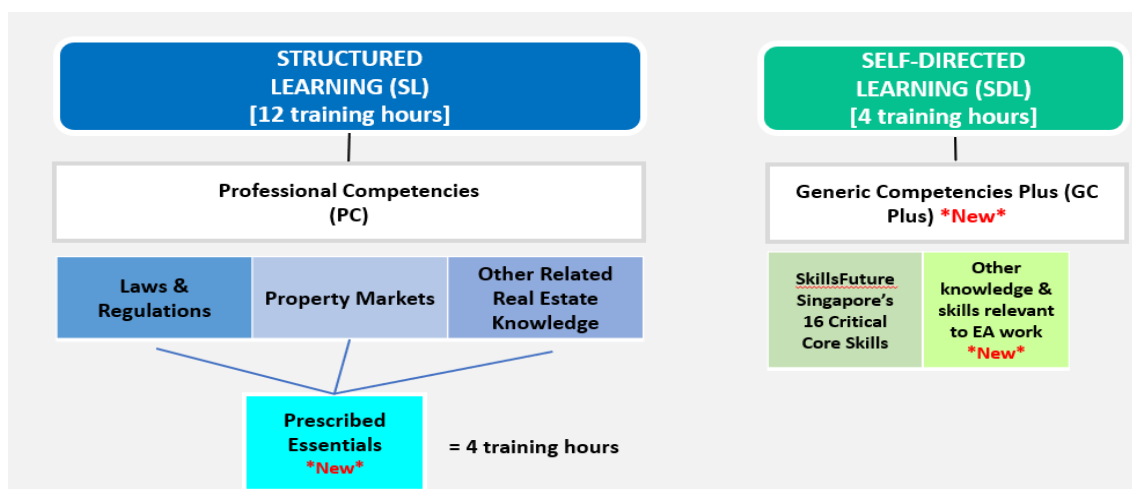 STRUCTURED
LEARNING (SL)
[12 training hours]
Professional Competencies
(PC)
Laws &
Regulations
Property Markets
Other Related
Real Estate
Knowledge
Prescribed
Essentials
*New*
= 4 training hours
SELF-DIRECTED
LEARNING (SDL)
[4 training hours]
Generic Competencies Plus (GC
Plus) *New*
SkillsFuture
Singapore’s
16 Critical
Core Skills
Other
knowledge &
skills relevant
to EA work
*New*